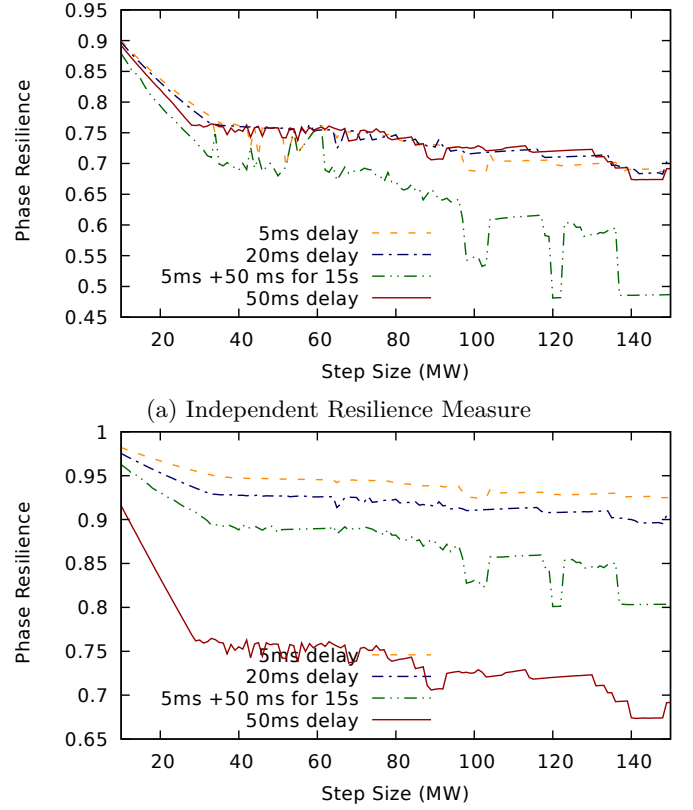 0.95
0.9
0.85
0.8
0.75
0.7
0.65
0.6
0.55
0.5
0.45
Phase Resilience
5ms delay
20ms delay
5ms +50 ms for 15s
50ms delay
20 40 60 80 100 120 140
Step Size (MW)
(a) Independent Resilience Measure
1
0.95
0.9
0.85
0.8
0.75
0.7
0.65
Phase Resilience
5ms delay
20ms delay
5ms +50 ms for 15s
50ms delay
20 40 60 80 100 120 140
Step Size (MW)